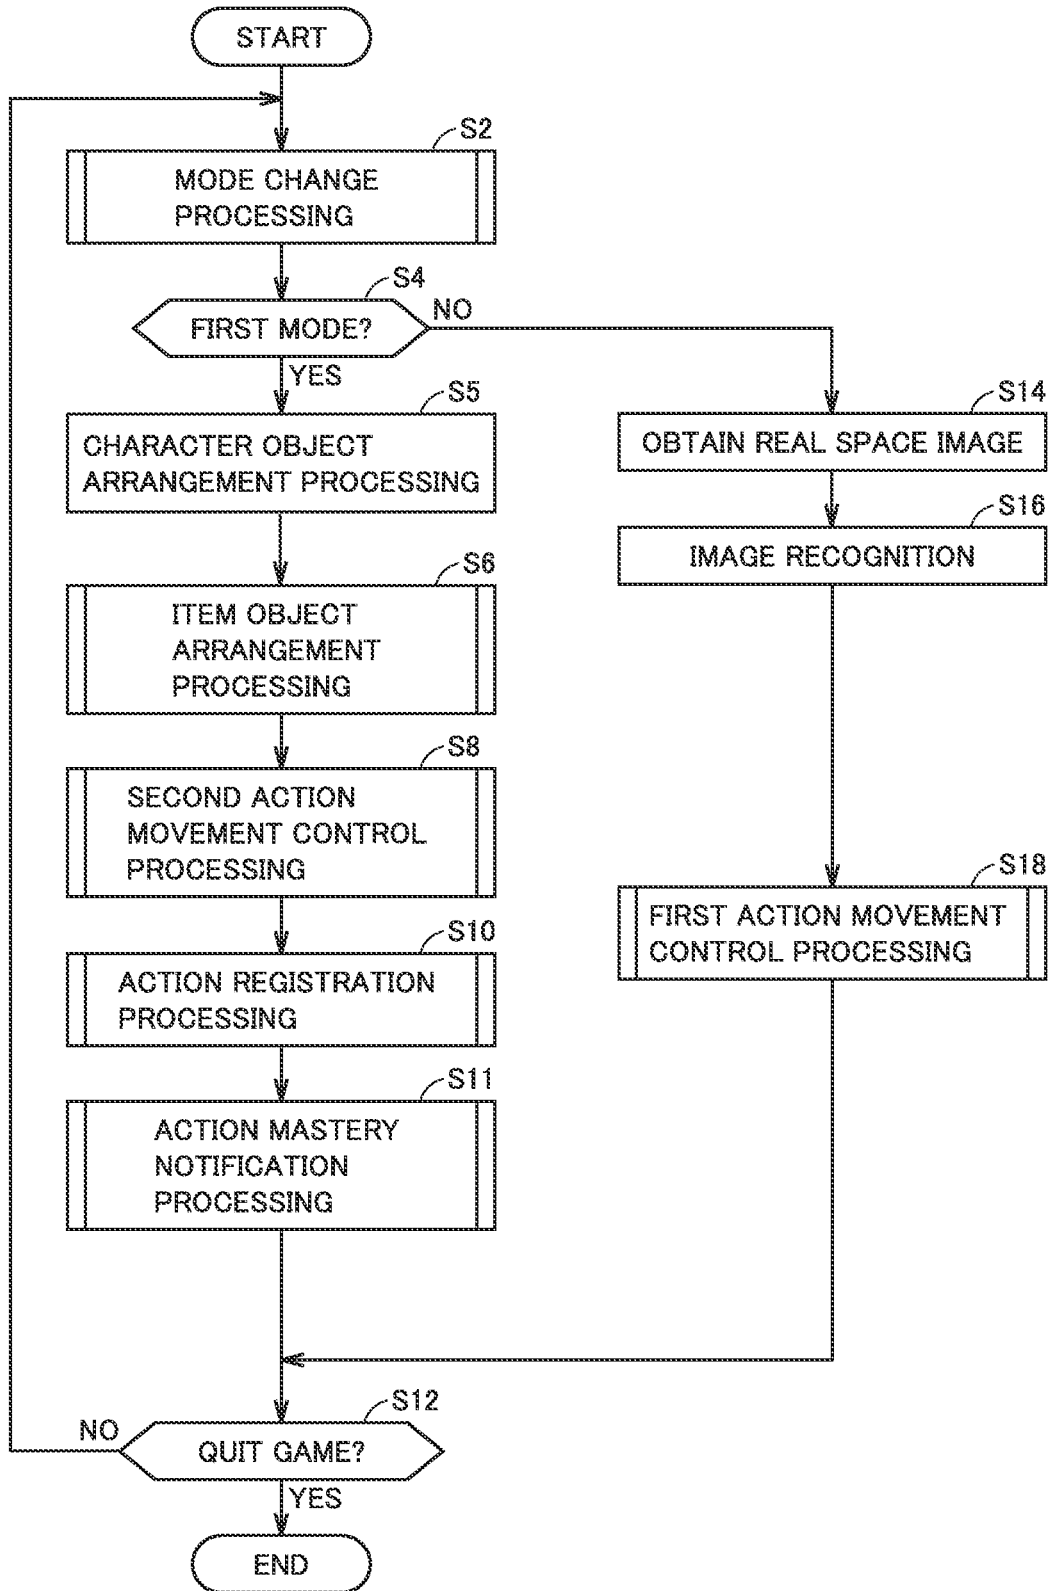 START
S2
MODE CHANGE
PROCESSING
S4
FIRST MODE?
NO
YES
S5
CHARACTER OBJECT
ARRANGEMENT PROCESSING
S6
ITEM OBJECT
ARRANGEMENT
PROCESSING
S8
SECOND ACTION
MOVEMENT CONTROL
PROCESSING
S10
ACTION REGISTRATION
PROCESSING
S11
ACTION MASTERY
NOTIFICATION
PROCESSING
S14
OBTAIN REAL SPACE IMAGE
S16
IMAGE RECOGNITION
S18
FIRST ACTION MOVEMENT
CONTROL PROCESSING
S12
NO
QUIT GAME?
YES
END